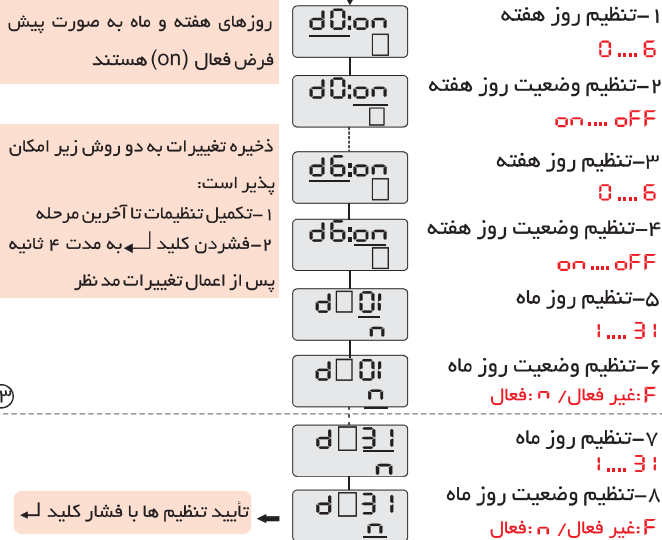 ۱-تنظیم روز هفته
0 .... 6
d0:on
۲-تنظیم وضعیت روز هفته
on .... oFF
d0:on
۳-تنظیم روز هفته
0 .... 6
d6:on
۴-تنظیم وضعیت روز هفته
on .... oFF
d6:on
۵-تنظیم روز ماه
1 .... 31
d 01
n
۶-تنظیم وضعیت روز ماه
F:غیر فعال/ n:فعال
d 01
n
۷-تنظیم روز ماه
1 .... 31
d 31
n
۸-تنظیم وضعیت روز ماه
F:غیر فعال/ n:فعال
d 31
n
روزهای هفته و ماه به صورت پیش
فرض فعال (on) هستند
ذخیره تغییرات به دو روش زیر امکان
پذیر است:
۱-تکمیل تنظیمات تا آخرین مرحله
۲-فشردن کلید ↲ به مدت ۴ ثانیه
پس از اعمال تغییرات مد نظر
۳
تأیید تنظیم ها با فشار کلید ↲